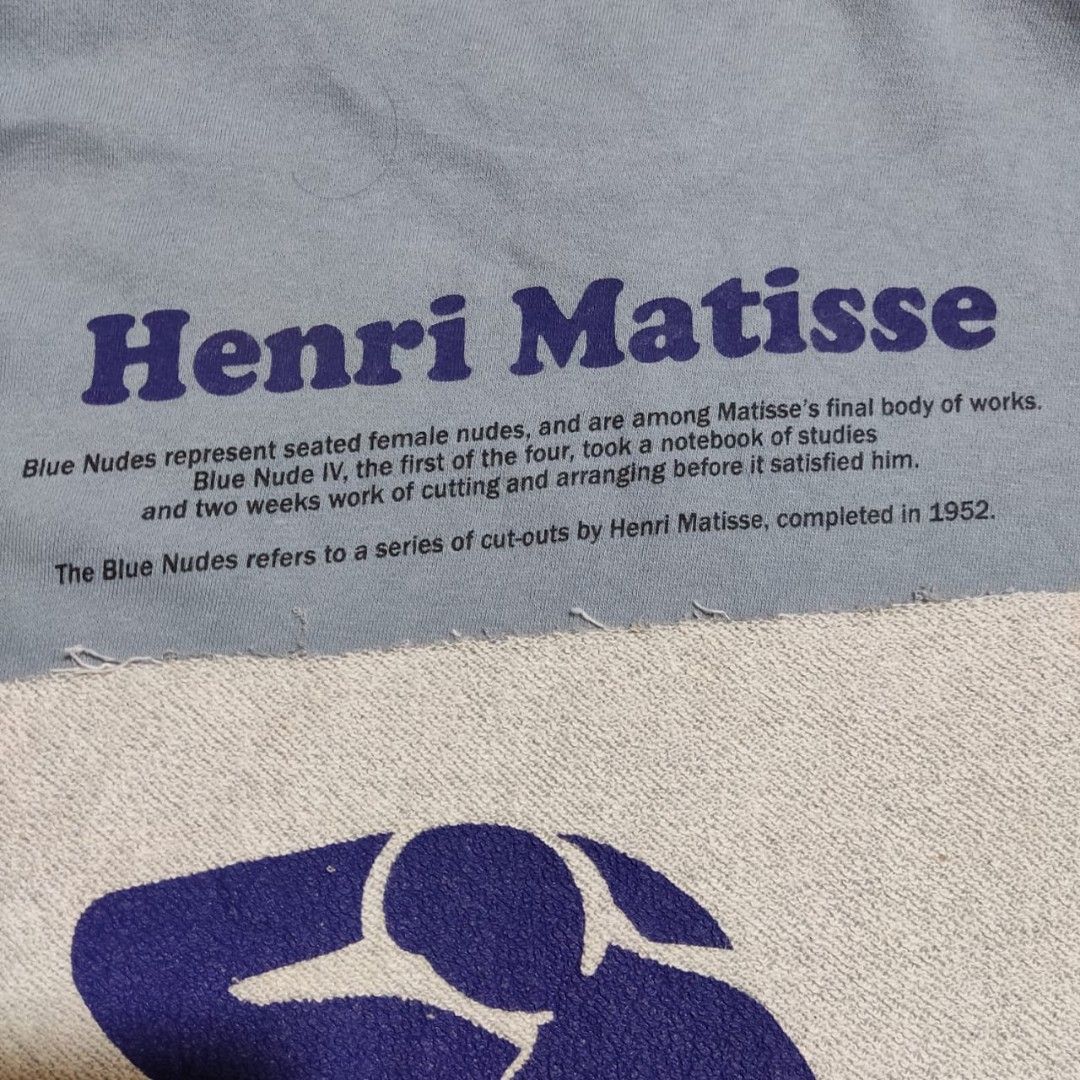 Henri Matisse
Blue Nudes represent seated female nudes, and are among Matisse's final body of works.
Blue Nude IV, the first of the four, took a notebook of studies
and two weeks work of cutting and arranging before it satisfied him.
The Blue Nudes refers to a series of cut-outs by Henri Matisse, completed in 1952.